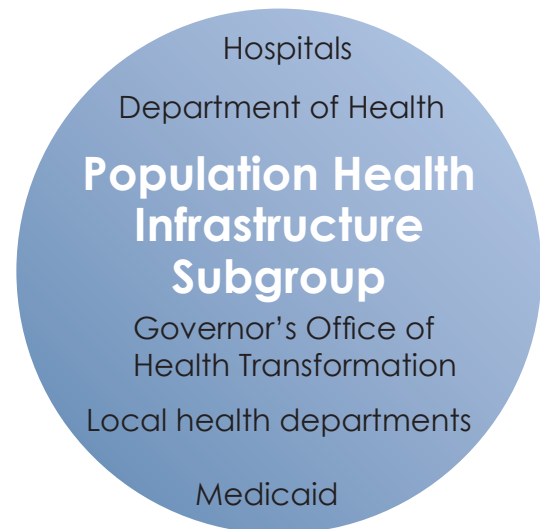 Hospitals
Department of Health
Population Health
Infrastructure
Subgroup
Governor’s Office of
Health Transformation
Local health departments
Medicaid